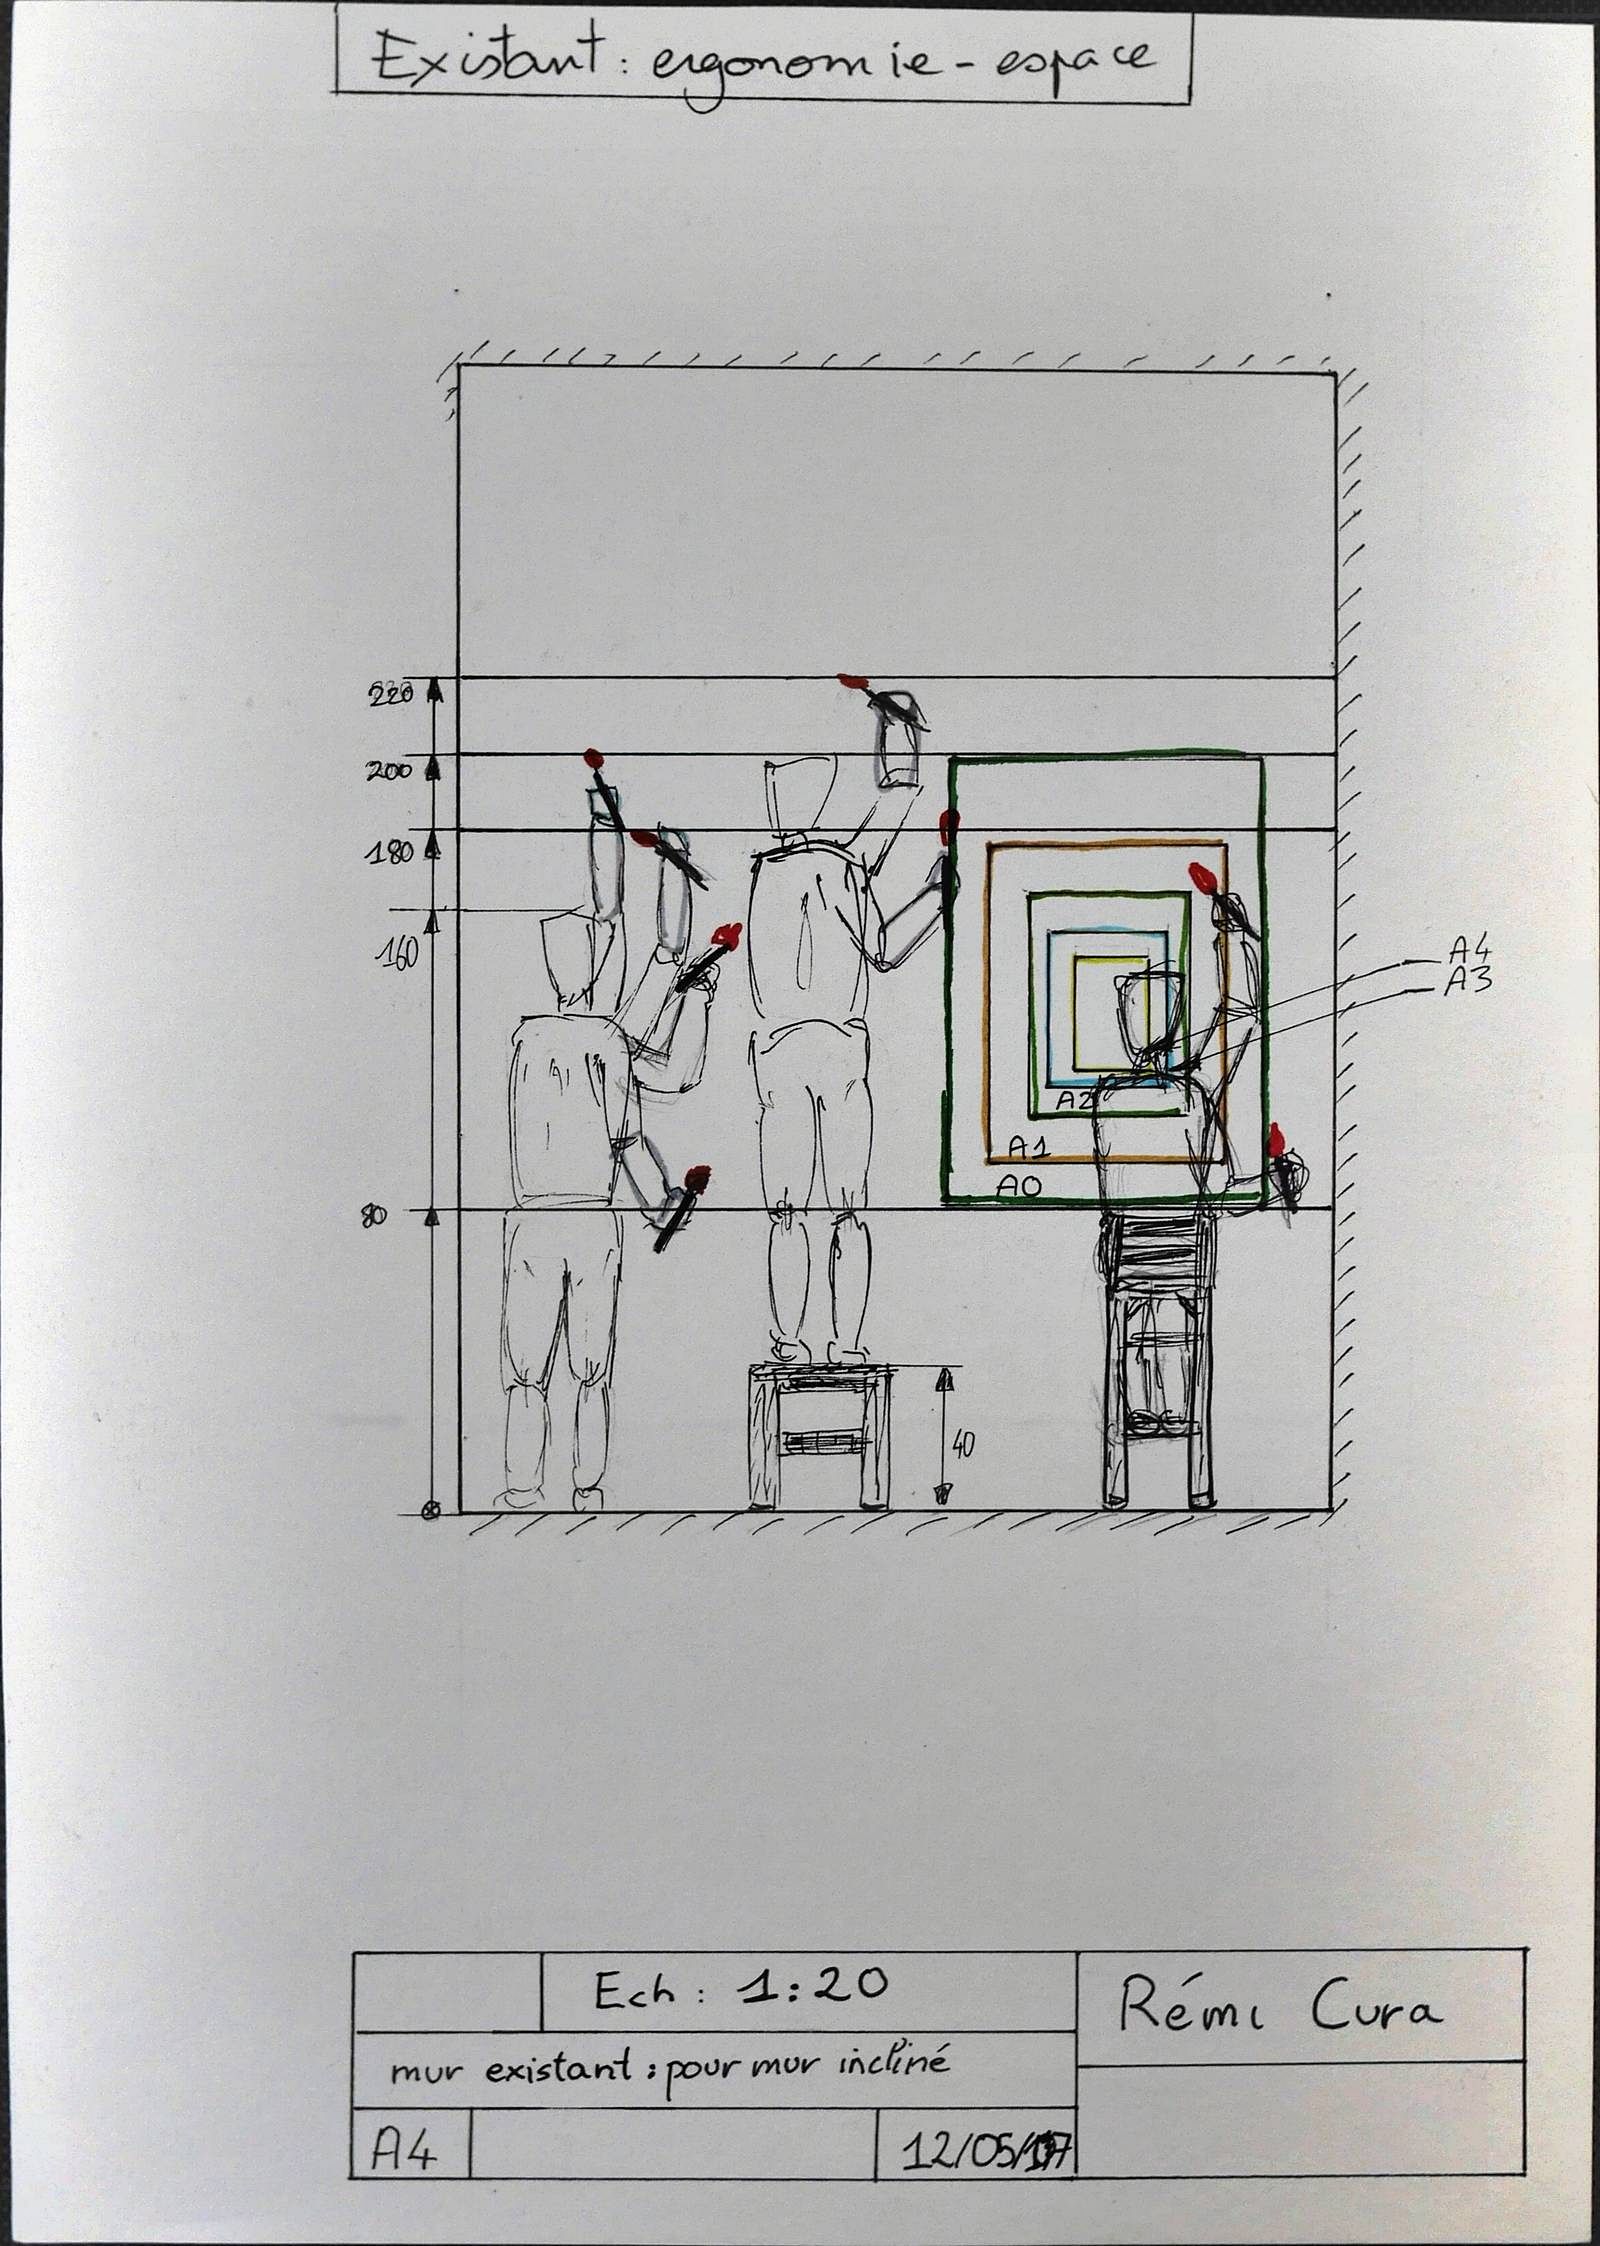 Existant : ergonomie - espace
220
200
180
160
80
40
A4
A3
A2
A1
A0
Ech : 1:20
Rémi Cura
mur existant : pour mur incliné
A4
12/05/17